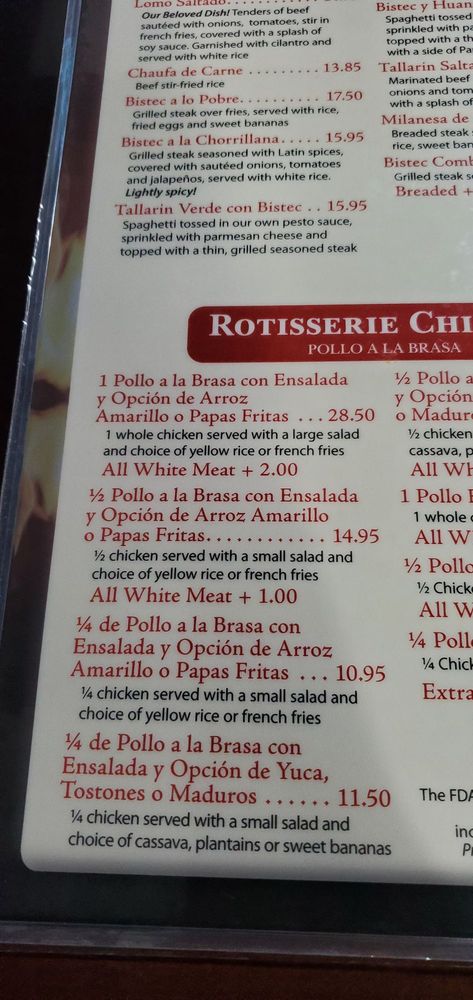 Lomo Saltado
Our Beloved Dish! Tenders of beef
sautéed with onions, tomatoes, stir in
french fries, covered with a splash of
soy sauce. Garnished with cilantro and
served with white rice
Chaufa de Carne ......... 13.85
Beef stir-fried rice
Bistec a lo Pobre.......... 17.50
Grilled steak over fries, served with rice,
fried eggs and sweet bananas
Bistec a la Chorrillana..... 15.95
Grilled steak seasoned with Latin spices,
covered with sautéed onions, tomatoes
and jalapeños, served with white rice.
Lightly spicy!
Tallarin Verde con Bistec .. 15.95
Spaghetti tossed in our own pesto sauce,
sprinkled with parmesan cheese and
topped with a thin, grilled seasoned steak
Bistec y Huan
Spaghetti tossed
sprinkled with pa
topped with a th
with a side of Pa
Tallarin Salta
Marinated beef
onions and tom
with a splash o
Milanesa de
Breaded steak
rice, sweet ban
Bistec Comb
Grilled steak s
Breaded +
ROTISSERIE CHI
POLLO A LA BRASA
1 Pollo a la Brasa con Ensalada
y Opción de Arroz
Amarillo o Papas Fritas ... 28.50
1 whole chicken served with a large salad
and choice of yellow rice or french fries
All White Meat + 2.00
½ Pollo a la Brasa con Ensalada
y Opción de Arroz Amarillo
o Papas Fritas............ 14.95
½ chicken served with a small salad and
choice of yellow rice or french fries
All White Meat + 1.00
¼ de Pollo a la Brasa con
Ensalada y Opción de Arroz
Amarillo o Papas Fritas ... 10.95
¼ chicken served with a small salad and
choice of yellow rice or french fries
¼ de Pollo a la Brasa con
Ensalada y Opción de Yuca,
Tostones o Maduros ...... 11.50
¼ chicken served with a small salad and
choice of cassava, plantains or sweet bananas
½ Pollo a
y Opción
o Madur
½ chicken
cassava, p
All Wh
1 Pollo
1 whole c
All W
½ Pollo
½ Chick
All W
¼ Poll
¼ Chick
Extra
The FDA
inc
P